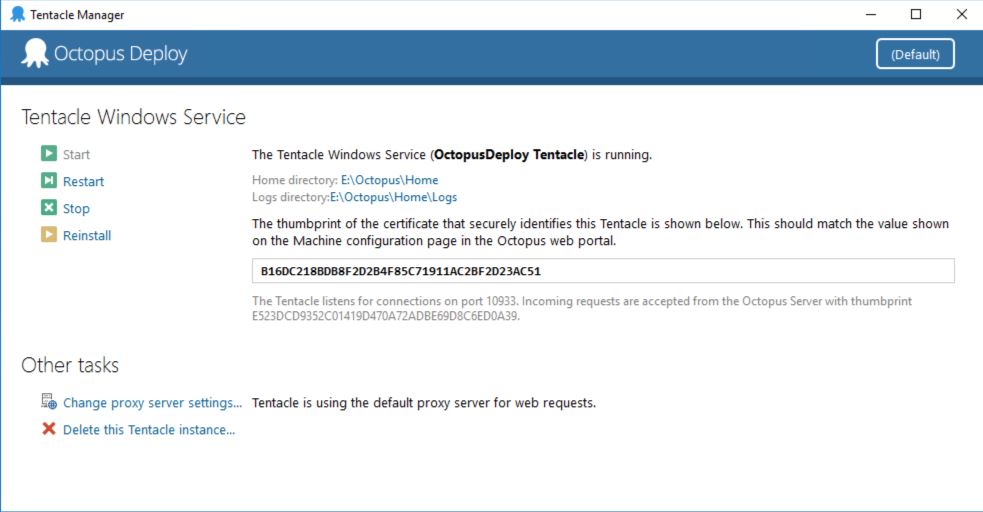 Tentacle Manager
Octopus Deploy
(Default)
Tentacle Windows Service
Start
The Tentacle Windows Service (OctopusDeploy Tentacle) is running.
Restart
Home directory: E:\Octopus\Home
Logs directory:E:\Octopus\Home\Logs
Stop
Reinstall
The thumbprint of the certificate that securely identifies this Tentacle is shown below. This should match the value shown
on the Machine configuration page in the Octopus web portal.
B16DC218BDB8F2D2B4F85C71911AC2BF2D23AC51
The Tentacle listens for connections on port 10933. Incoming requests are accepted from the Octopus Server with thumbprint
E523DCD9352C01419D470A72ADBE69D8C6ED0A39.
Other tasks
Change proxy server settings... Tentacle is using the default proxy server for web requests.
Delete this Tentacle instance...